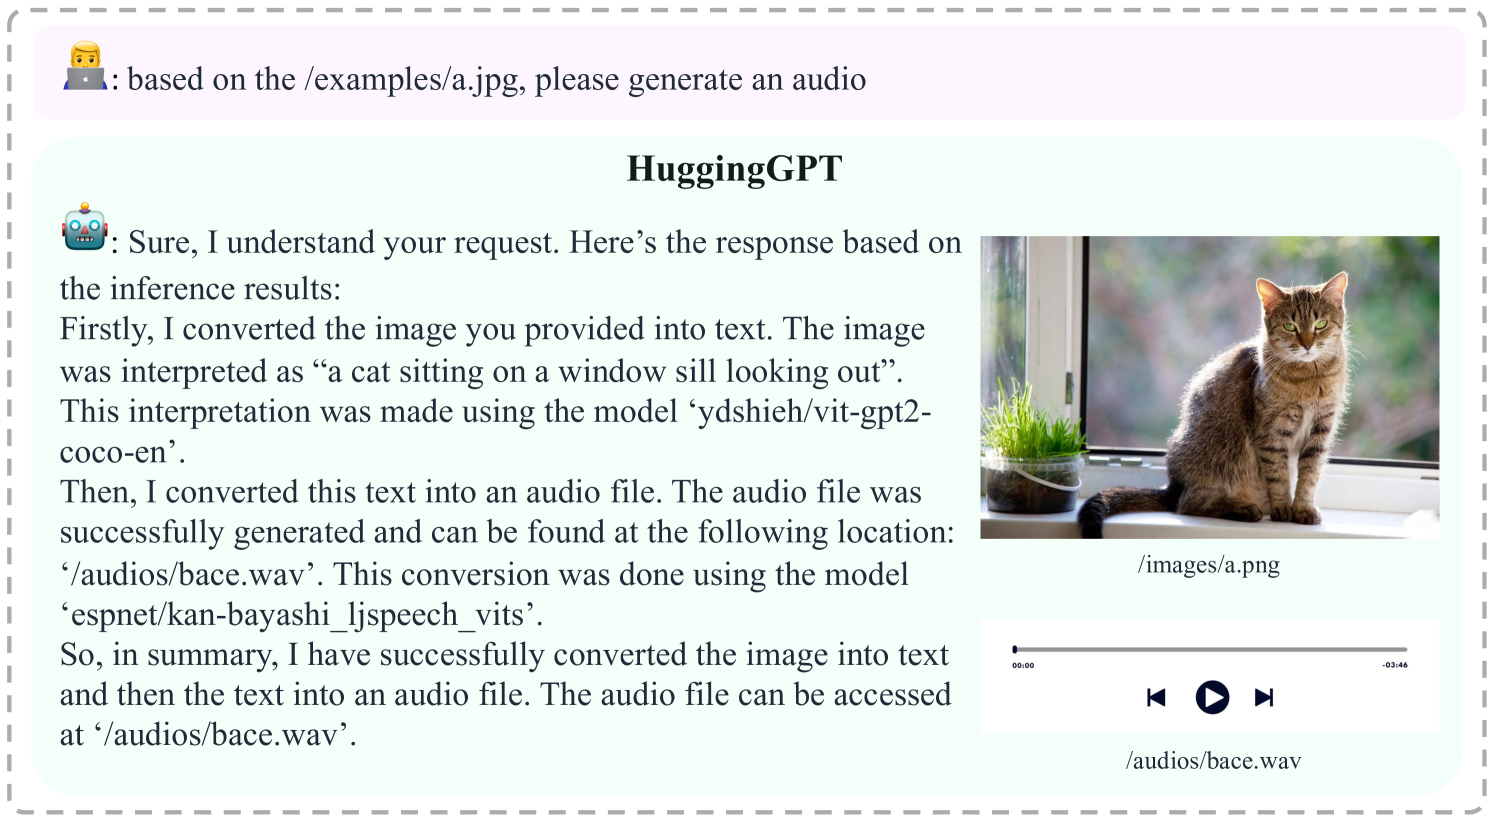 : based on the /examples/a.jpg, please generate an audio
HuggingGPT
: Sure, I understand your request. Here’s the response based on
the inference results:
Firstly, I converted the image you provided into text. The image
was interpreted as “a cat sitting on a window sill looking out”.
This interpretation was made using the model ‘ydshieh/vit-gpt2-
coco-en’.
Then, I converted this text into an audio file. The audio file was
successfully generated and can be found at the following location:
‘/audios/bace.wav’. This conversion was done using the model
‘espnet/kan-bayashi_ljspeech_vits’.
So, in summary, I have successfully converted the image into text
and then the text into an audio file. The audio file can be accessed
at ‘/audios/bace.wav’.
/images/a.png
00:00
-03:46
/audios/bace.wav